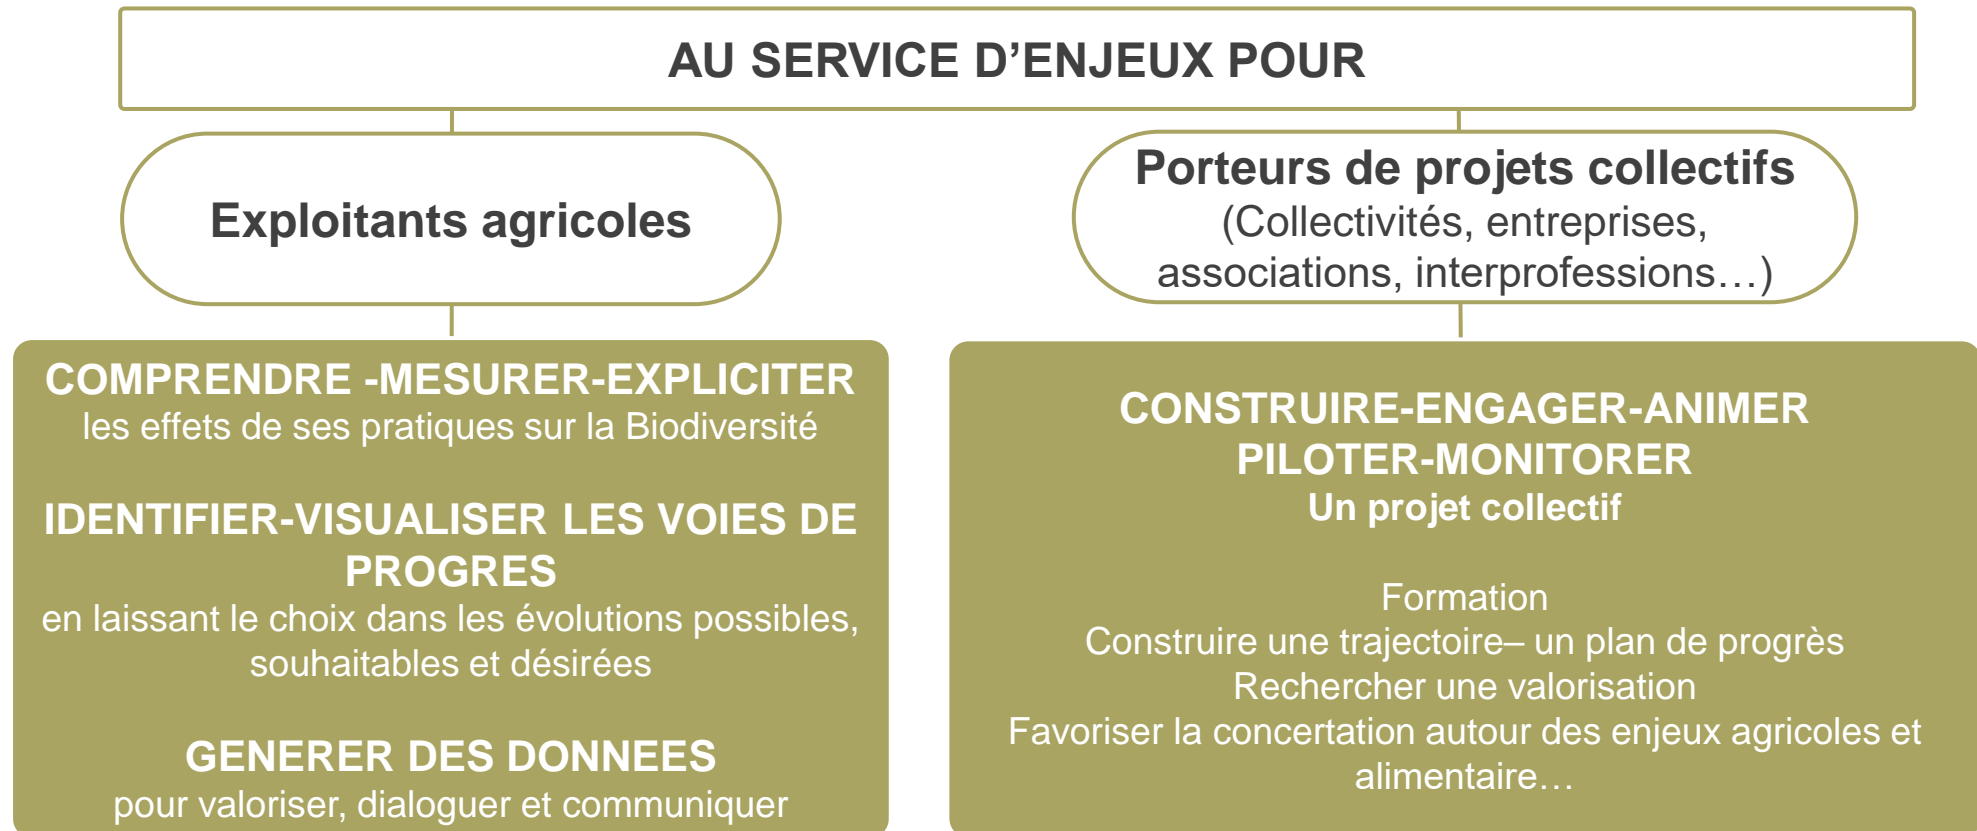 AU SERVICE D’ENJEUX POUR
Exploitants agricoles
Porteurs de projets collectifs
(Collectivités, entreprises,
associations, interprofessions…)
COMPRENDRE -MESURER-EXPLICITER
les effets de ses pratiques sur la Biodiversité
IDENTIFIER-VISUALISER LES VOIES DE
PROGRES
en laissant le choix dans les évolutions possibles,
souhaitables et désirées
GENERER DES DONNEES
pour valoriser, dialoguer et communiquer
CONSTRUIRE-ENGAGER-ANIMER
PILOTER-MONITORER
Un projet collectif
Formation
Construire une trajectoire– un plan de progrès
Rechercher une valorisation
Favoriser la concertation autour des enjeux agricoles et
alimentaire…